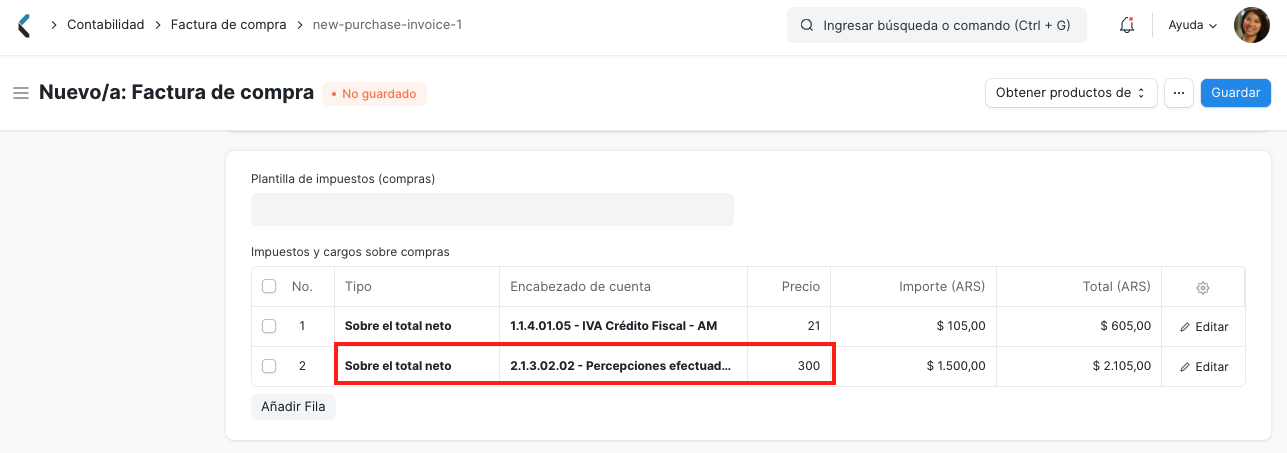 Contabilidad Factura de compra new-purchase-invoice-1 Ingresar búsqueda o comando (Ctrl + G) Ayuda
Nuevo/a: Factura de compra No guardado Obtener productos de ... Guardar
Plantilla de impuestos (compras)
Impuestos y cargos sobre compras
No. Tipo Encabezado de cuenta Precio Importe (ARS) Total (ARS)
1 Sobre el total neto 1.1.4.01.05 - IVA Crédito Fiscal - AM 21 $ 105,00 $ 605,00 Editar
2 Sobre el total neto 2.1.3.02.02 - Percepciones efectuad... 300 $ 1.500,00 $ 2.105,00 Editar
Añadir Fila